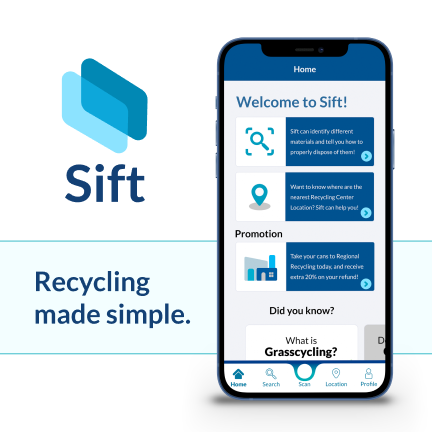 Sift
Recycling
made simple.
Home
Welcome to Sift!
Sift can identify different
materials and tell you how to
properly dispose of them!
Want to know where are the
nearest Recycling Center
Location? Sift can help you!
Promotion
Take your cans to Regional
Recycling today, and receive
extra 20% on your refund!
Did you know?
What is
Grasscycling?
Home Search Scan Location Profile